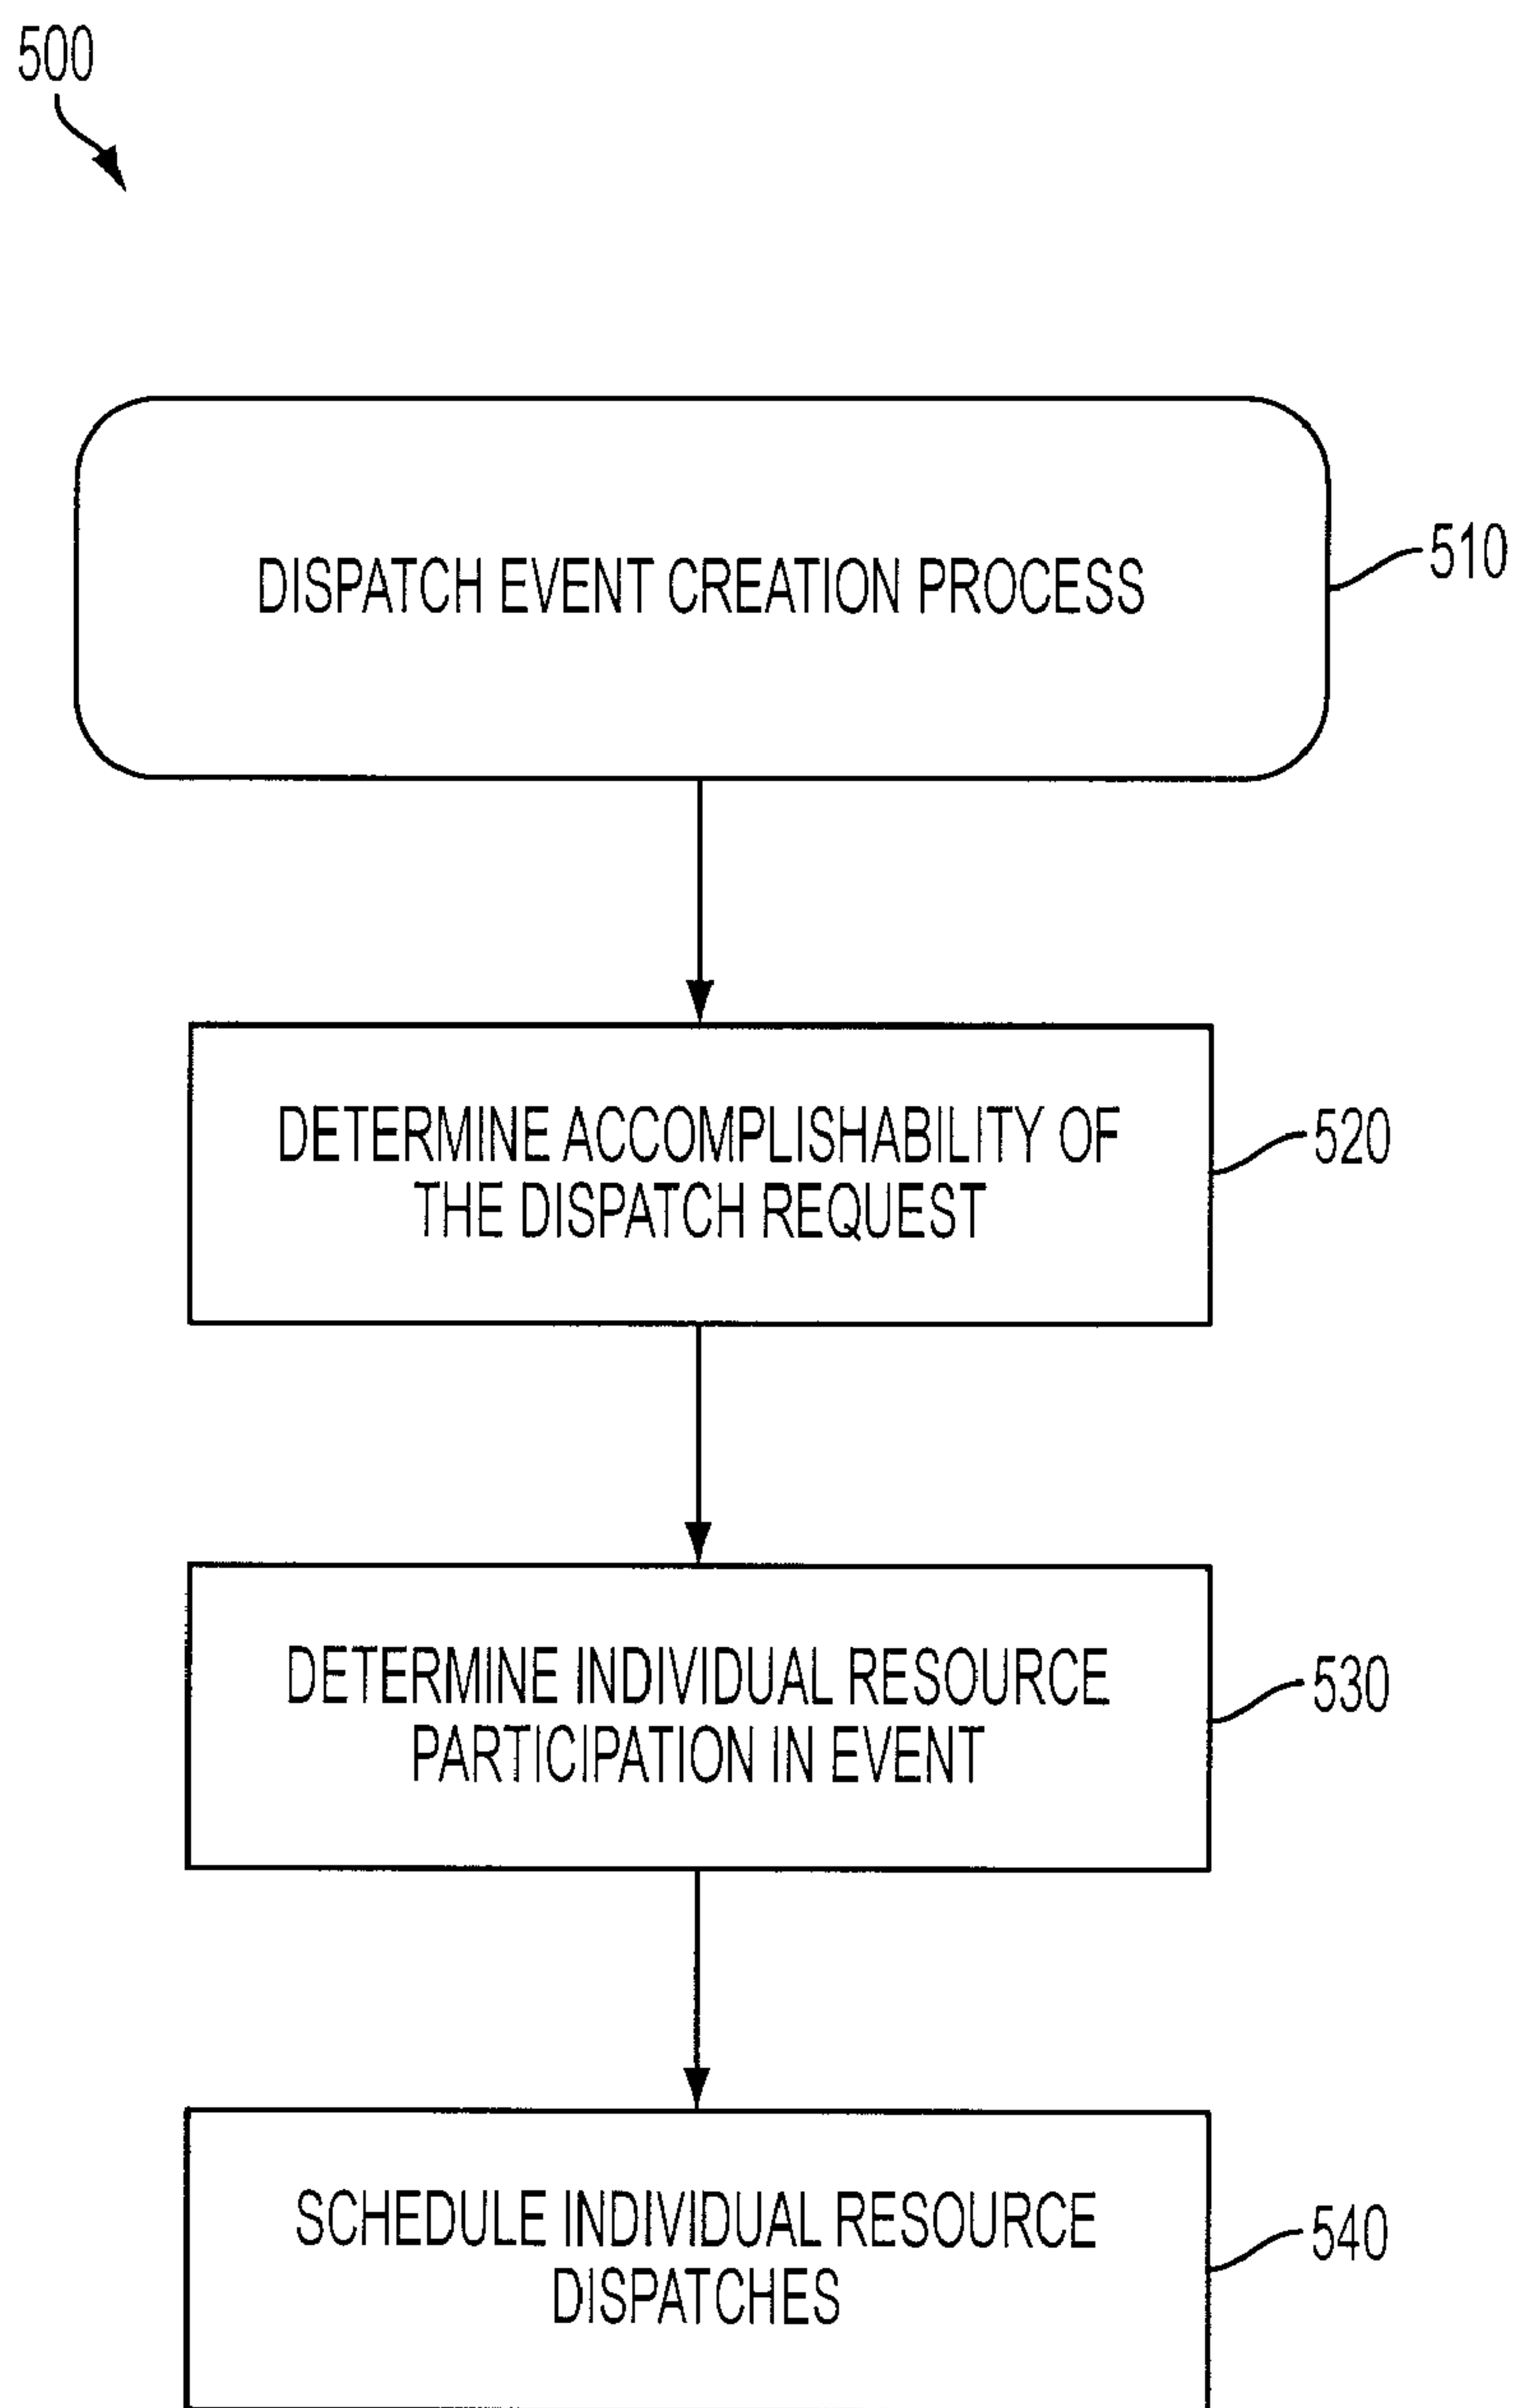 500
DISPATCH EVENT CREATION PROCESS
510
DETERMINE ACCOMPLISHABILITY OF
THE DISPATCH REQUEST
520
DETERMINE INDIVIDUAL RESOURCE
PARTICIPATION IN EVENT
530
SCHEDULE INDIVIDUAL RESOURCE
DISPATCHES
540